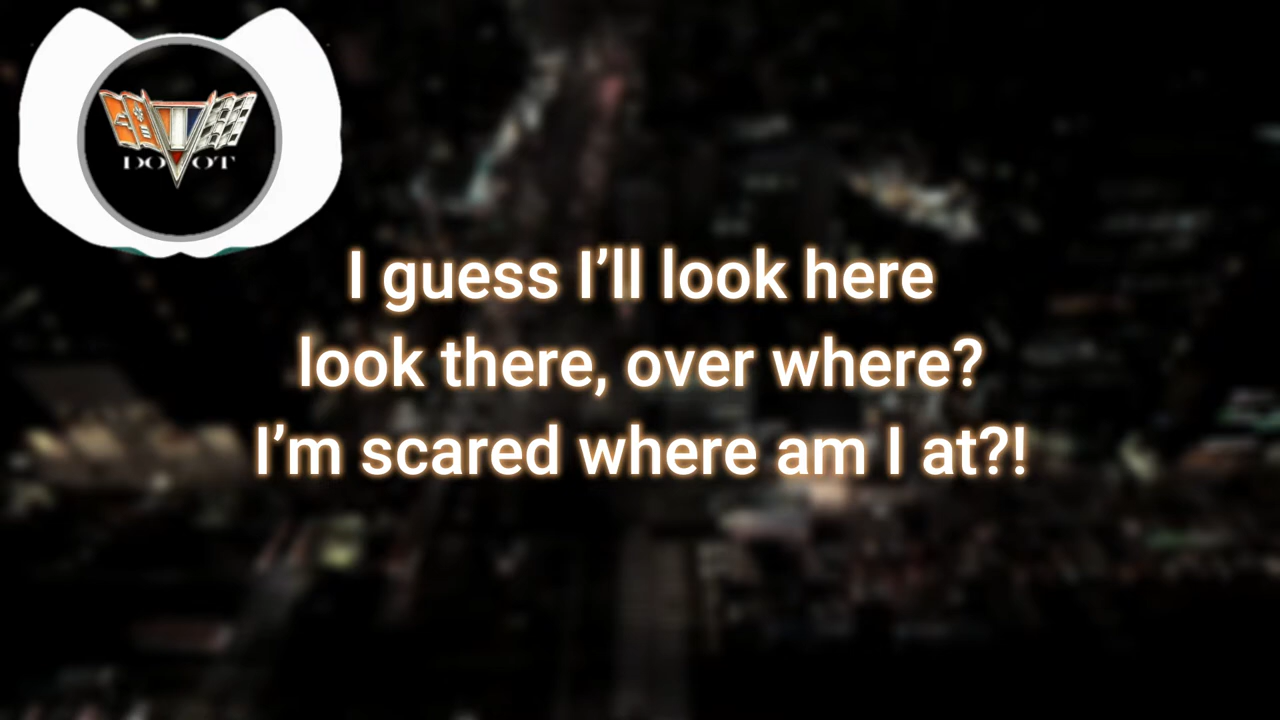 DOVOT
I guess I’ll look here
look there, over where?
I’m scared where am I at?!